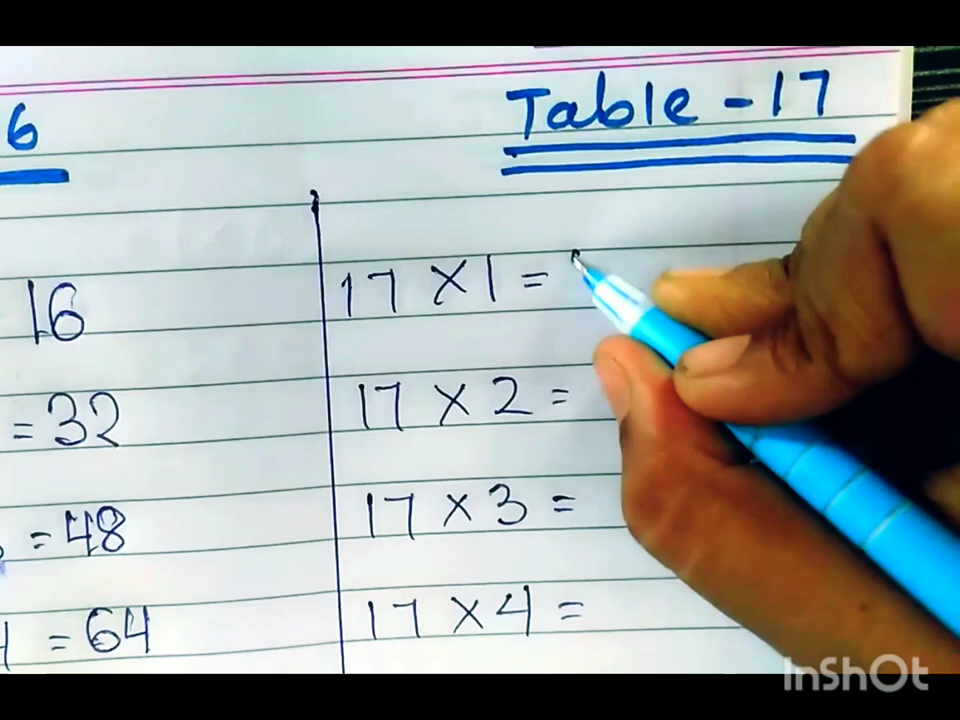 6
Table - 17
16
= 32
= 48
= 64
17 × 1 =
17 × 2 =
17 × 3 =
17 × 4 =
InShOt